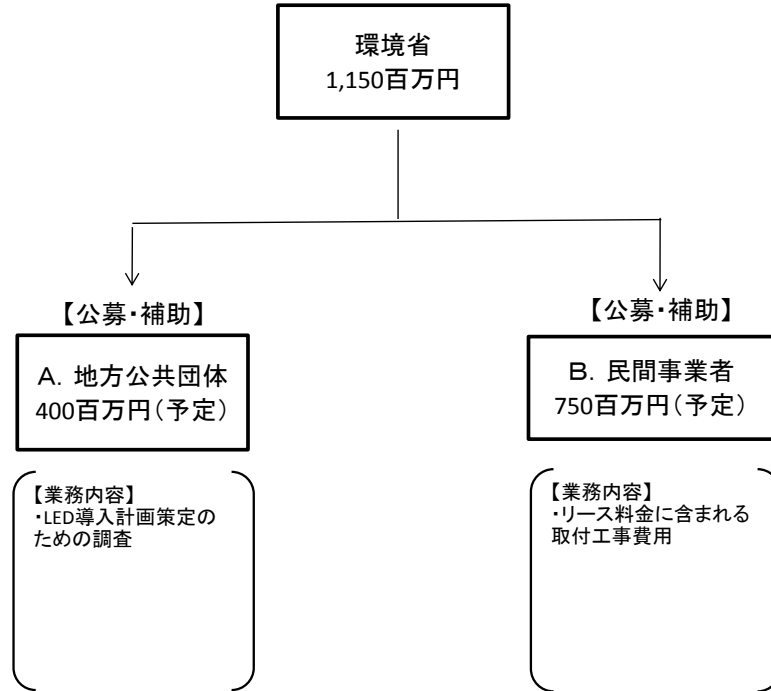 環境省
1,150百万円
【公募・補助】
A. 地方公共団体
400百万円(予定)
【業務内容】
・LED導入計画策定の
ための調査
【公募・補助】
B. 民間事業者
750百万円(予定)
【業務内容】
・リース料金に含まれる
取付工事費用